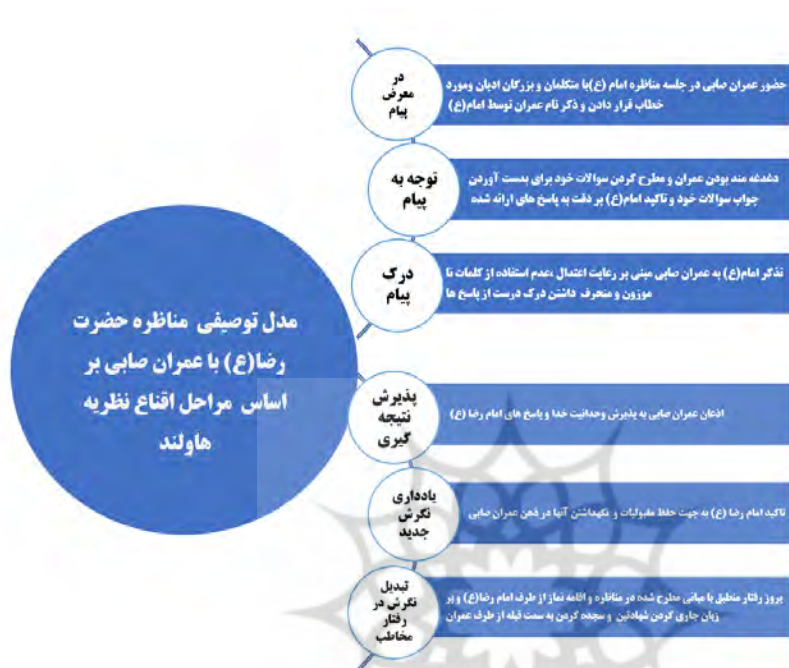 مدل توصیفی مناظره حضرت
رضا(ع) با عمران صابی بر
اساس مراحل اقناع نظریه
هاولند
در
معرض
پیام
حضور عمران صابی در جلسه مناظره امام (ع)با متکلمان و بزرگان ادیان ومورد
خطاب قرار دادن و ذکر نام عمران توسط امام(ع)
توجه به
پیام
دغدغه مند بودن عمران و مطرح کردن سوالات خود برای بدست آوردن
جواب سوالات خود و تاکید امام(ع) بر دقت به پاسخ های ارائه شده
درک
پیام
تذکر امام(ع) به عمران صابی مبنی بر رعایت اعتدال ،عدم استفاده از کلمات نا
موزون و منحرف داشتن درک درست از پاسخ ها
پذیرش
نتیجه
گیری
اذعان عمران صابی به پذیرش وحدانیت خدا و پاسخ های امام رضا (ع)
یادداری
نگرش
جدید
تاکید امام رضا (ع) به جهت حفظ مقبولیات و نگهداشتن آنها در ذهن عمران صابی
تبدیل
نگرش در
رفتار
مخاطب
بروز رفتار منطبق با مبانی مطرح شده در مناظره و اقامه نماز از طرف امام رضا(ع) و بر
زبان جاری کردن شهادتین و سجده کردن به سمت قبله از طرف عمران